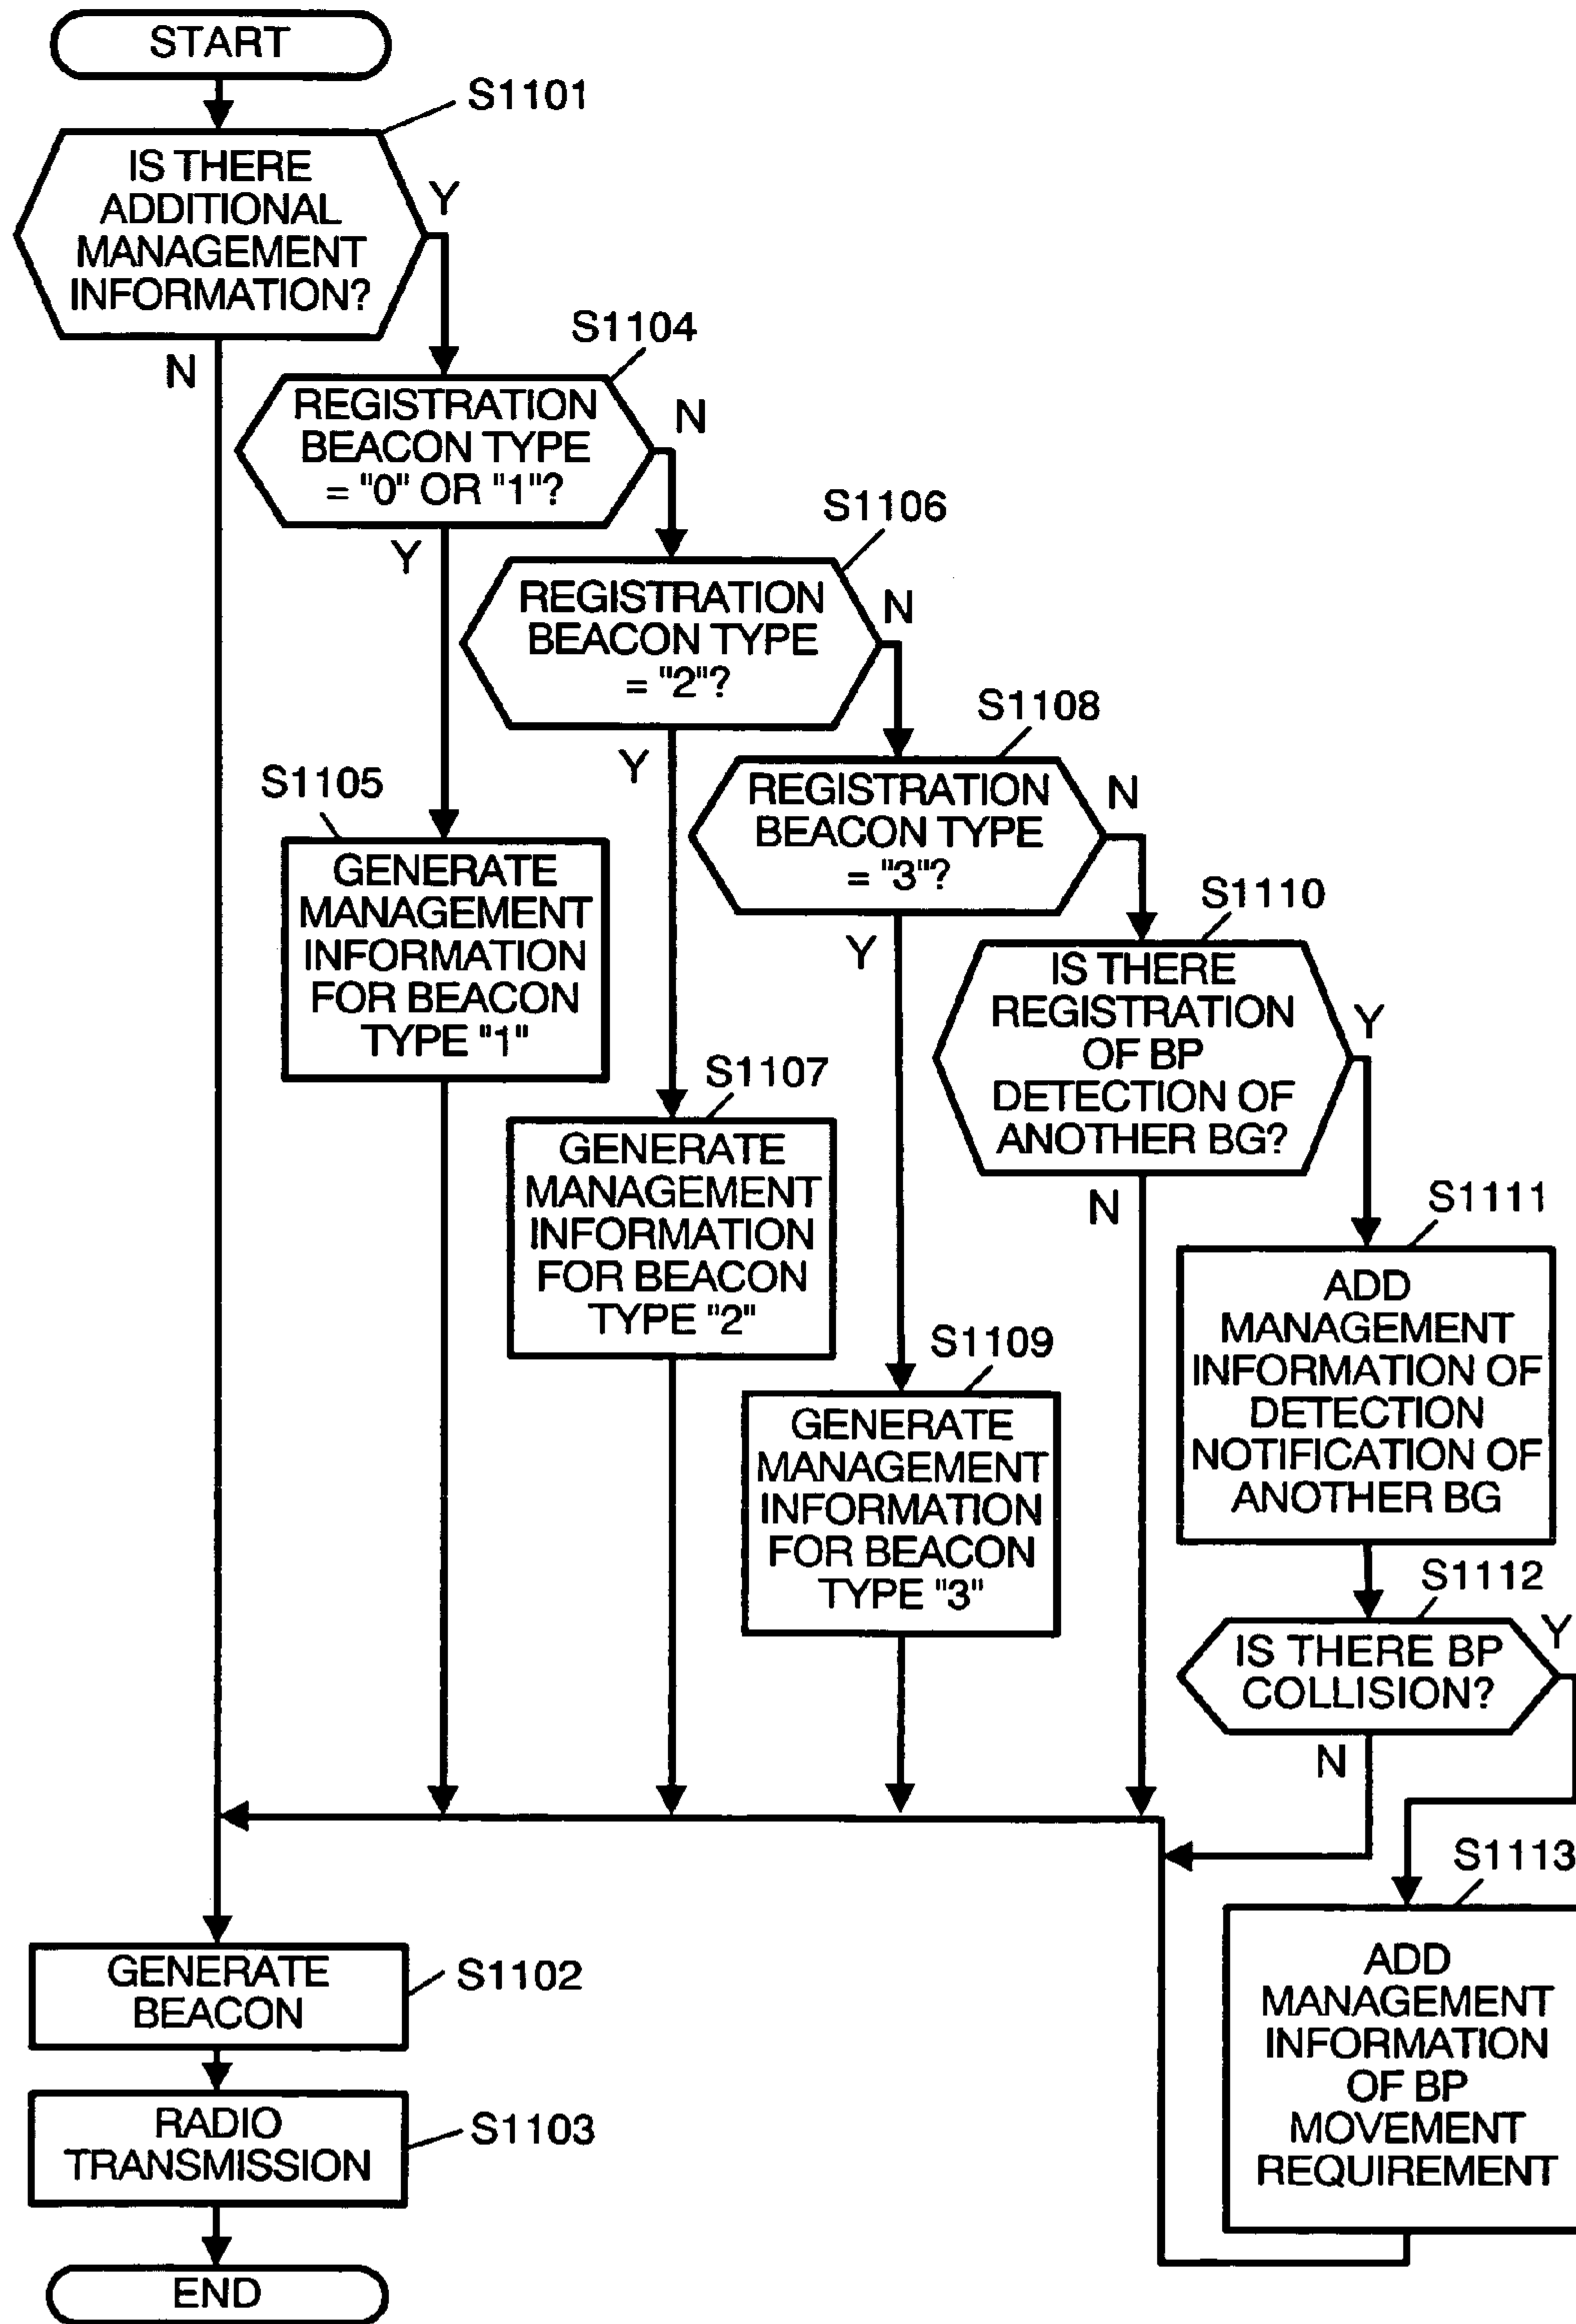 START
S1101
IS THERE
ADDITIONAL
MANAGEMENT
INFORMATION?
Y
N
S1104
REGISTRATION
BEACON TYPE
= "0" OR "1"?
N
Y
S1106
REGISTRATION
BEACON TYPE
= "2"?
N
Y
S1108
REGISTRATION
BEACON TYPE
= "3"?
N
Y
S1105
GENERATE
MANAGEMENT
INFORMATION
FOR BEACON
TYPE "1"
S1110
IS THERE
REGISTRATION
OF BP
DETECTION OF
ANOTHER BG?
Y
N
S1107
GENERATE
MANAGEMENT
INFORMATION
FOR BEACON
TYPE "2"
S1111
ADD
MANAGEMENT
INFORMATION OF
DETECTION
NOTIFICATION OF
ANOTHER BG
S1109
GENERATE
MANAGEMENT
INFORMATION
FOR BEACON
TYPE "3"
S1112
IS THERE BP
COLLISION?
Y
N
S1113
ADD
MANAGEMENT
INFORMATION
OF BP
MOVEMENT
REQUIREMENT
GENERATE
BEACON
S1102
RADIO
TRANSMISSION
S1103
END